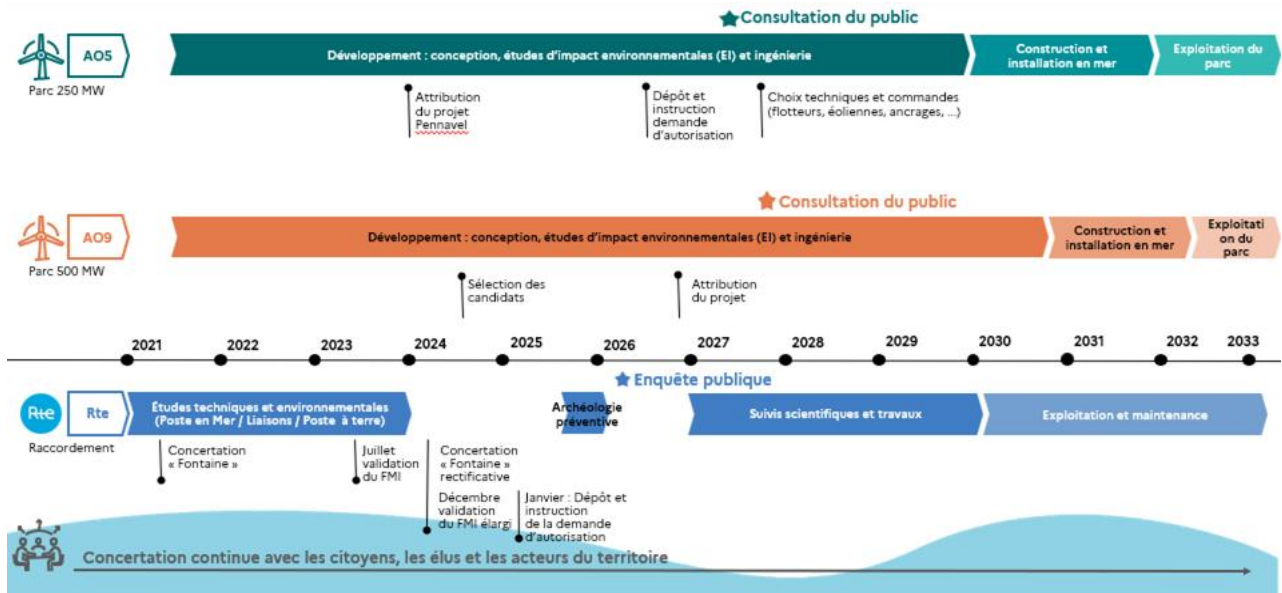 Consultation du public
AO5
Développement : conception, études d’impact environnementales (EI) et ingénierie
Construction et
installation en mer
Exploitation du
parc
Parc 250 MW
Attribution
du projet
Pennavel
Dépôt et
instruction
demande
d’autorisation
Choix techniques et commandes
(flotteurs, éoliennes, ancrages, ...)
Consultation du public
AO9
Développement : conception, études d’impact environnementales (EI) et ingénierie
Construction et
installation en mer
Exploitati
on du
parc
Parc 500 MW
Sélection des
candidats
Attribution
du projet
2021 2022 2023 2024 2025 2026 2027 2028 2029 2030 2031 2032 2033
Enquête publique
Rte
Rte
Études techniques et environnementales
(Poste en Mer / Liaisons / Poste à terre)
Archéologie
préventive
Suivis scientifiques et travaux
Exploitation et maintenance
Raccordement
Concertation
« Fontaine »
Juillet
validation
du FMI
Concertation
« Fontaine »
rectificative
Décembre
validation
du FMI élargi
Janvier : Dépôt et
instruction
de la demande
d’autorisation
Concertation continue avec les citoyens, les élus et les acteurs du territoire